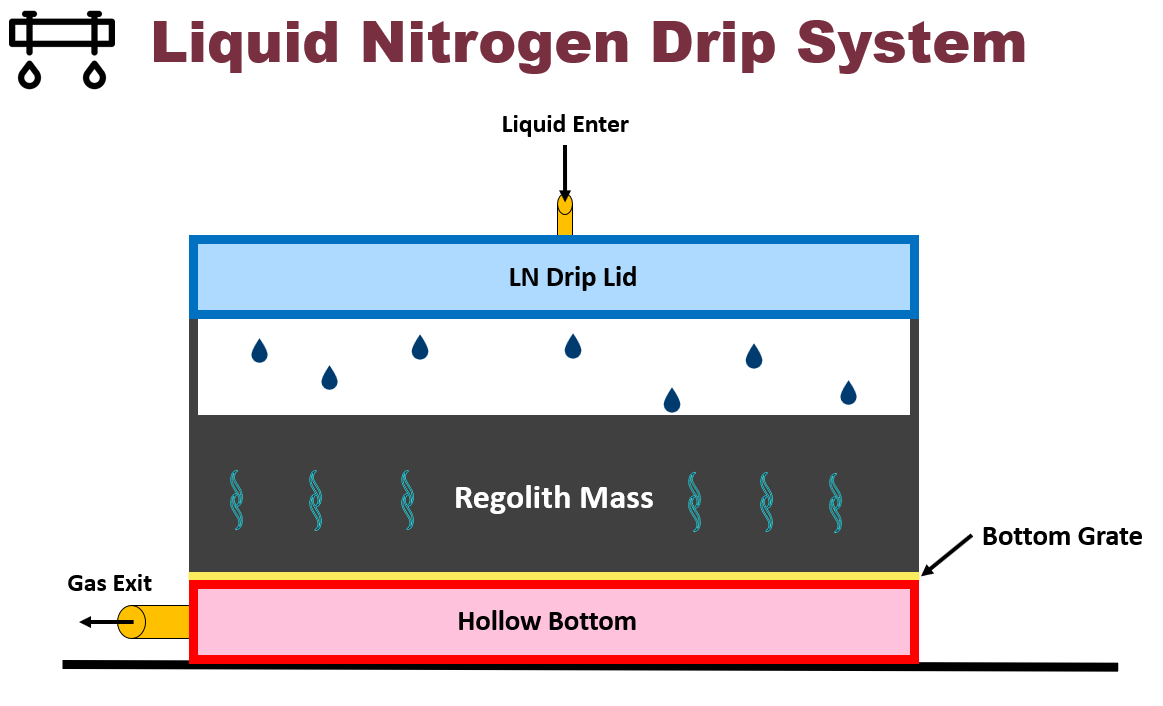 Liquid Nitrogen Drip System
Liquid Enter
LN Drip Lid
Regolith Mass
Bottom Grate
Gas Exit
Hollow Bottom